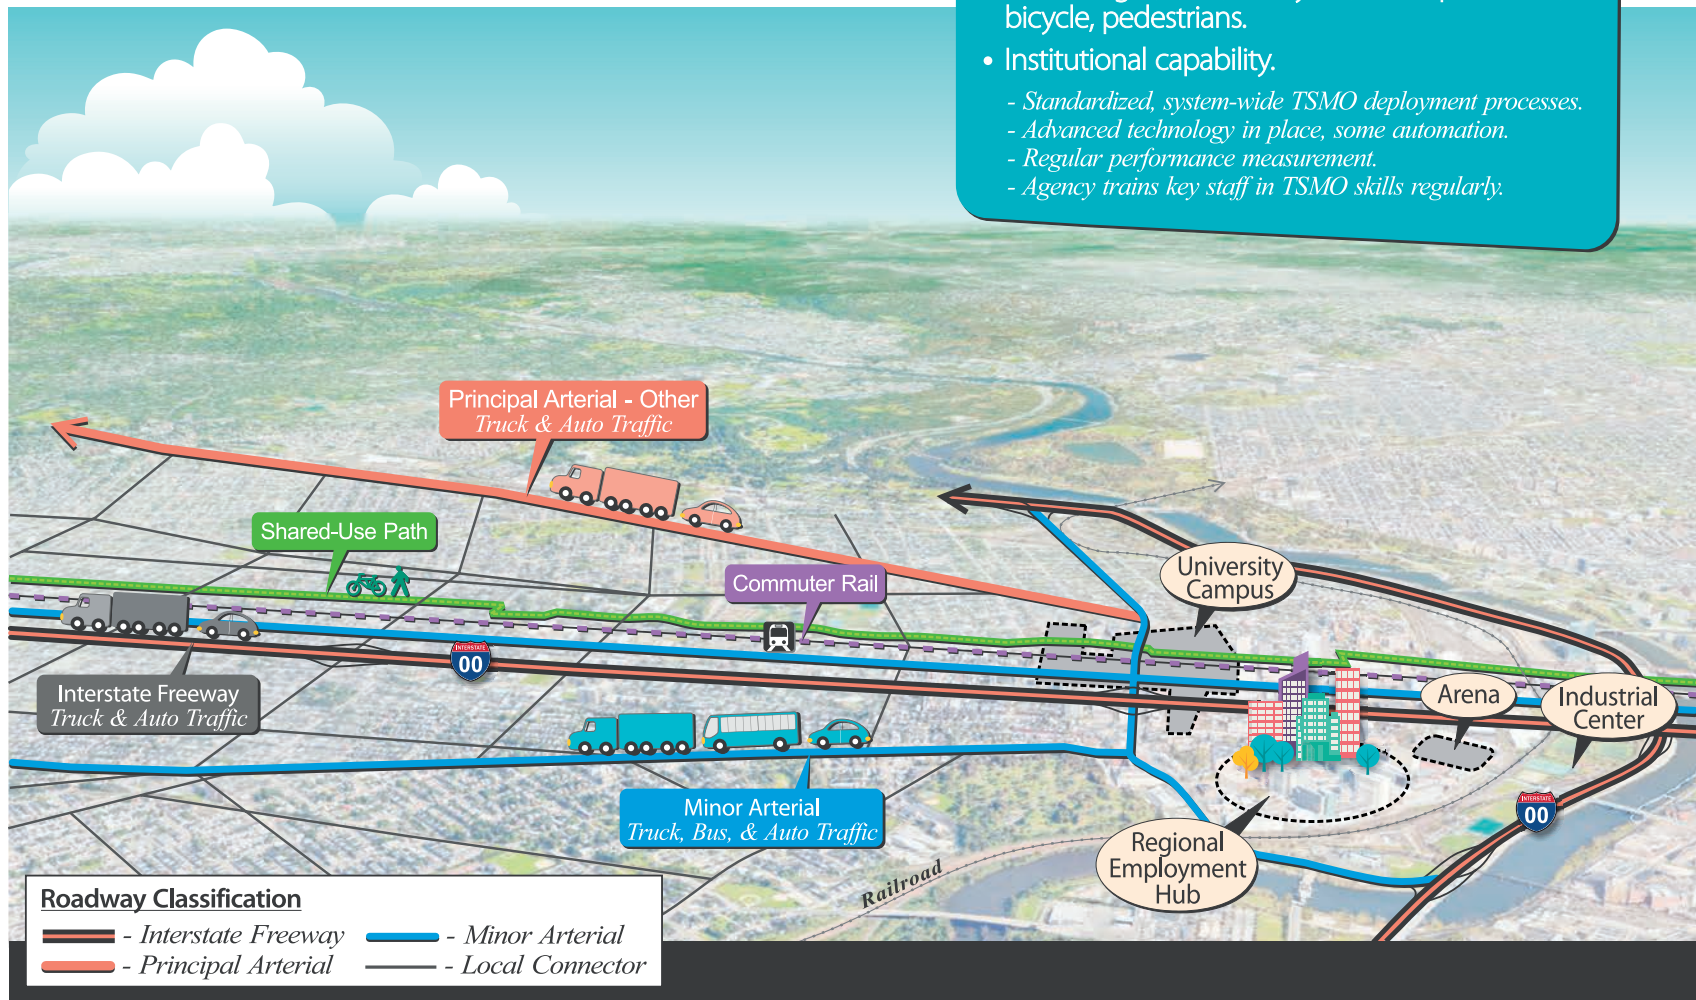 bicycle, pedestrians.
• Institutional capability.
- Standardized, system-wide TSMO deployment processes.
- Advanced technology in place, some automation.
- Regular performance measurement.
- Agency trains key staff in TSMO skills regularly.
Principal Arterial - Other
Truck & Auto Traffic
Shared-Use Path
Commuter Rail
University
Campus
INTERSTATE
00
Interstate Freeway
Truck & Auto Traffic
Arena
Industrial
Center
Minor Arterial
Truck, Bus, & Auto Traffic
INTERSTATE
00
Regional
Employment
Hub
Railroad
Roadway Classification
- Interstate Freeway
- Minor Arterial
- Principal Arterial
- Local Connector